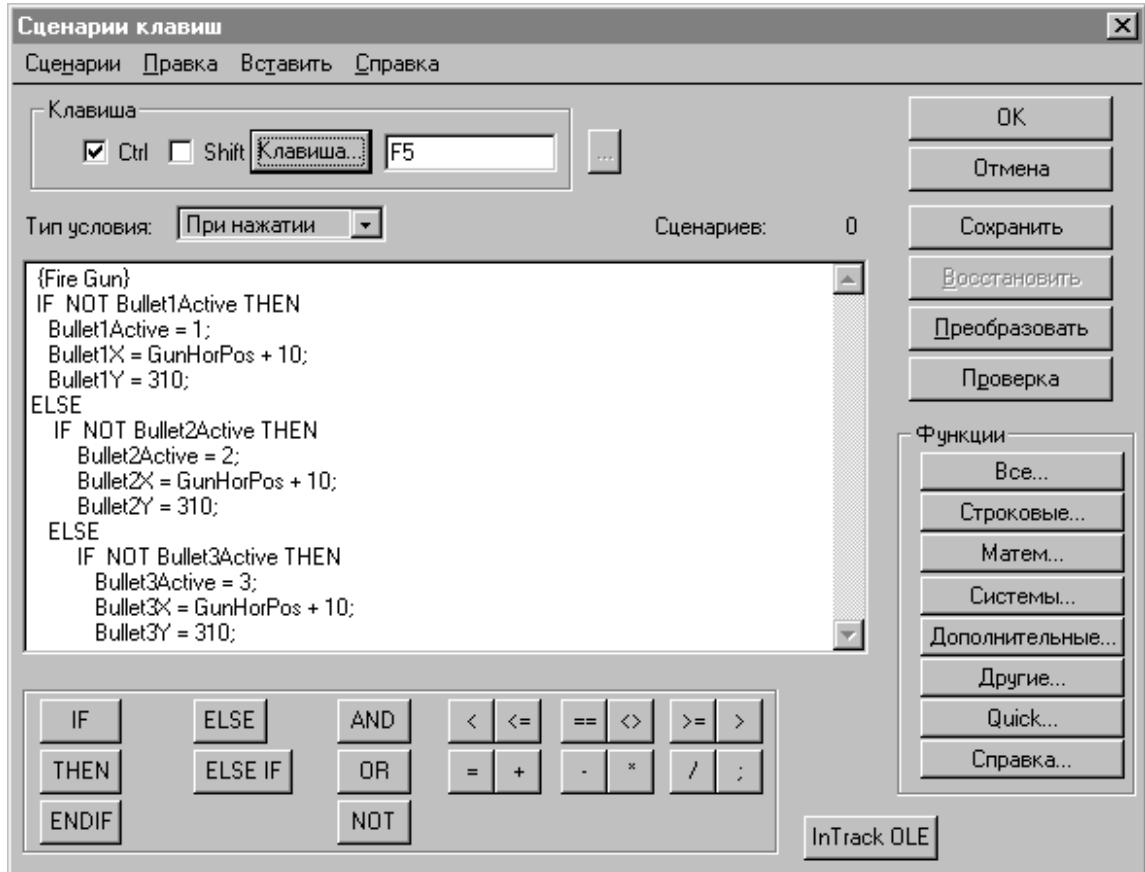 Сценарии клавиш
Сценарии Правка Вставить Справка
Клавиша
Ctrl Shift Клавиша... F5 ...
OK
Отмена
Тип условия: При нажатии Сценариев: 0
Сохранить
Восстановить
Преобразовать
Проверка
{Fire Gun}
IF NOT Bullet1Active THEN
Bullet1Active = 1;
Bullet1X = GunHorPos + 10;
Bullet1Y = 310;
ELSE
IF NOT Bullet2Active THEN
Bullet2Active = 2;
Bullet2X = GunHorPos + 10;
Bullet2Y = 310;
ELSE
IF NOT Bullet3Active THEN
Bullet3Active = 3;
Bullet3X = GunHorPos + 10;
Bullet3Y = 310;
Функции
Все...
Строковые...
Матем...
Системы...
Дополнительные...
Другие...
Quick...
Справка...
IF ELSE AND < <= == <> >= >
THEN ELSE IF OR = + - * / ;
ENDIF NOT
InTrack OLE